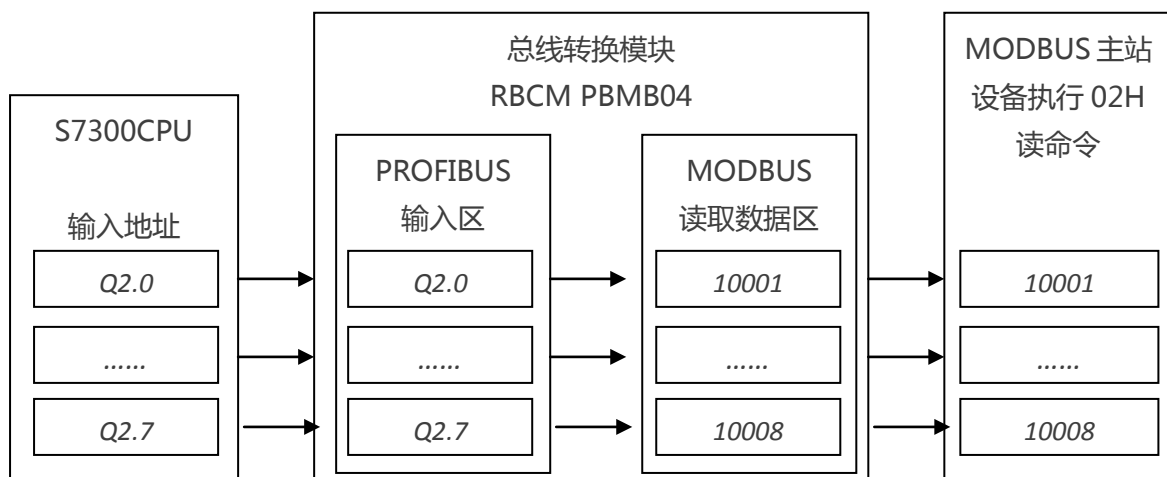 总线转换模块
RBCM PBMB04
MODBUS 主站
设备执行 02H
读命令
S7300CPU
输入地址
PROFIBUS
输入区
MODBUS
读取数据区
Q2.0
Q2.0
10001
10001
......
......
......
......
Q2.7
Q2.7
10008
10008